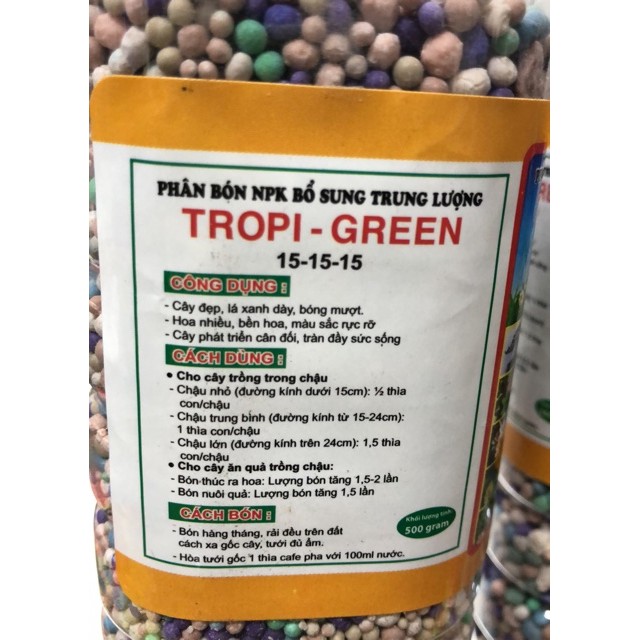 PHÂN BÓN NPK BỔ SUNG TRUNG LƯỢNG
TROPI - GREEN
15-15-15
CÔNG DỤNG :
- Cây đẹp, lá xanh dày, bóng mượt.
- Hoa nhiều, bền hoa, màu sắc rực rỡ
- Cây phát triển cân đối, tràn đầy sức sống
CÁCH DÙNG :
• Cho cây trồng trong chậu
- Chậu nhỏ (đường kính dưới 15cm): ½ thìa
con/chậu
- Chậu trung bình (đường kính từ 15-24cm):
1 thìa con/chậu
- Chậu lớn (đường kính trên 24cm): 1,5 thìa
con/chậu
• Cho cây ăn quả trồng chậu:
- Bón thúc ra hoa: Lượng bón tăng 1,5-2 lần
- Bón nuôi quả: Lượng bón tăng 1,5 lần
CÁCH BÓN :
- Bón hàng tháng, rải đều trên đất
cách xa gốc cây, tưới đủ ẩm.
- Hòa tưới gốc 1 thìa cafe pha với 100ml nước.
Khối lượng tịnh:
500 gram